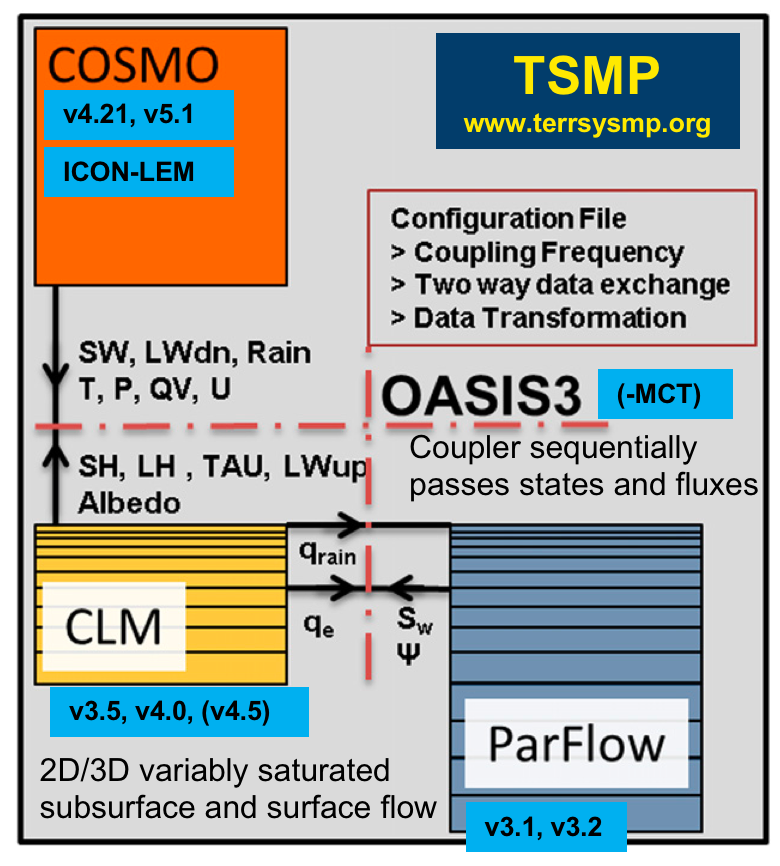 COSMO
v4.21, v5.1
ICON-LEM
TSMP
www.terrsysmp.org
Configuration File
> Coupling Frequency
> Two way data exchange
> Data Transformation
SW, LWdn, Rain
T, P, QV, U
OASIS3 (-MCT)
Coupler sequentially
passes states and fluxes
SH, LH , TAU, LWup
Albedo
qrain
qe
Sw
Ψ
CLM
v3.5, v4.0, (v4.5)
ParFlow
v3.1, v3.2
2D/3D variably saturated
subsurface and surface flow